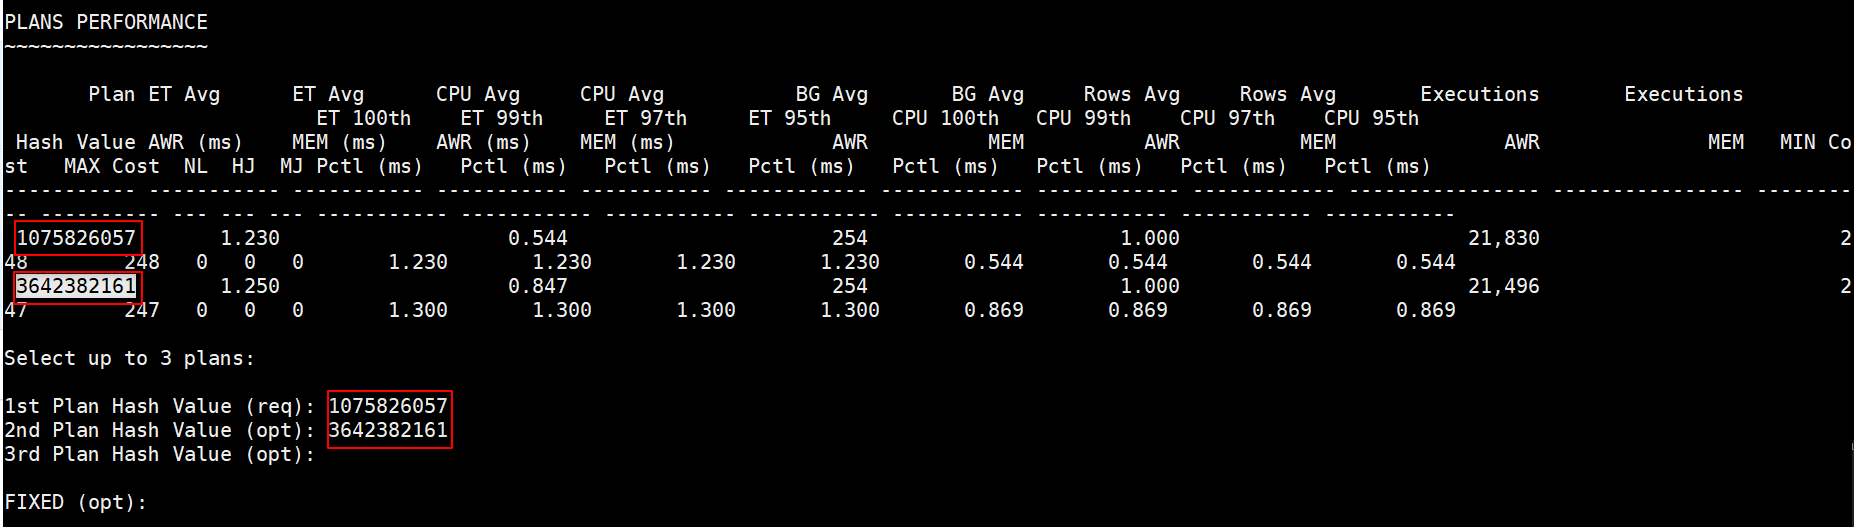 PLANS PERFORMANCE
~~~~~~~~~~~~~~~~~
       Plan ET Avg      ET Avg      CPU Avg     CPU Avg           BG Avg       BG Avg     Rows Avg     Rows Avg       Executions       Executions
                          ET 100th    ET 99th     ET 97th     ET 95th     CPU 100th   CPU 99th    CPU 97th    CPU 95th
 Hash Value AWR (ms)    MEM (ms)    AWR (ms)    MEM (ms)             AWR          MEM          AWR          MEM              AWR              MEM   MIN Co
st   MAX Cost  NL  HJ  MJ Pctl (ms)   Pctl (ms)   Pctl (ms)   Pctl (ms)   Pctl (ms)   Pctl (ms)   Pctl (ms)   Pctl (ms)
----------- ----------- ----------- ----------- ----------- ------------ ------------ ------------ ------------ ---------------- ---------------- --------
-- ---------- --- --- --- ----------- ----------- ----------- ----------- ----------- ----------- ----------- -----------
 1075826057       1.230                   0.544                      254                     1.000                        21,830                         2
48        248   0   0   0       1.230       1.230       1.230       1.230       0.544       0.544       0.544       0.544
 3642382161       1.250                   0.847                      254                     1.000                        21,496                         2
47        247   0   0   0       1.300       1.300       1.300       1.300       0.869       0.869       0.869       0.869
Select up to 3 plans:
1st Plan Hash Value (req): 1075826057
2nd Plan Hash Value (opt): 3642382161
3rd Plan Hash Value (opt):
FIXED (opt):